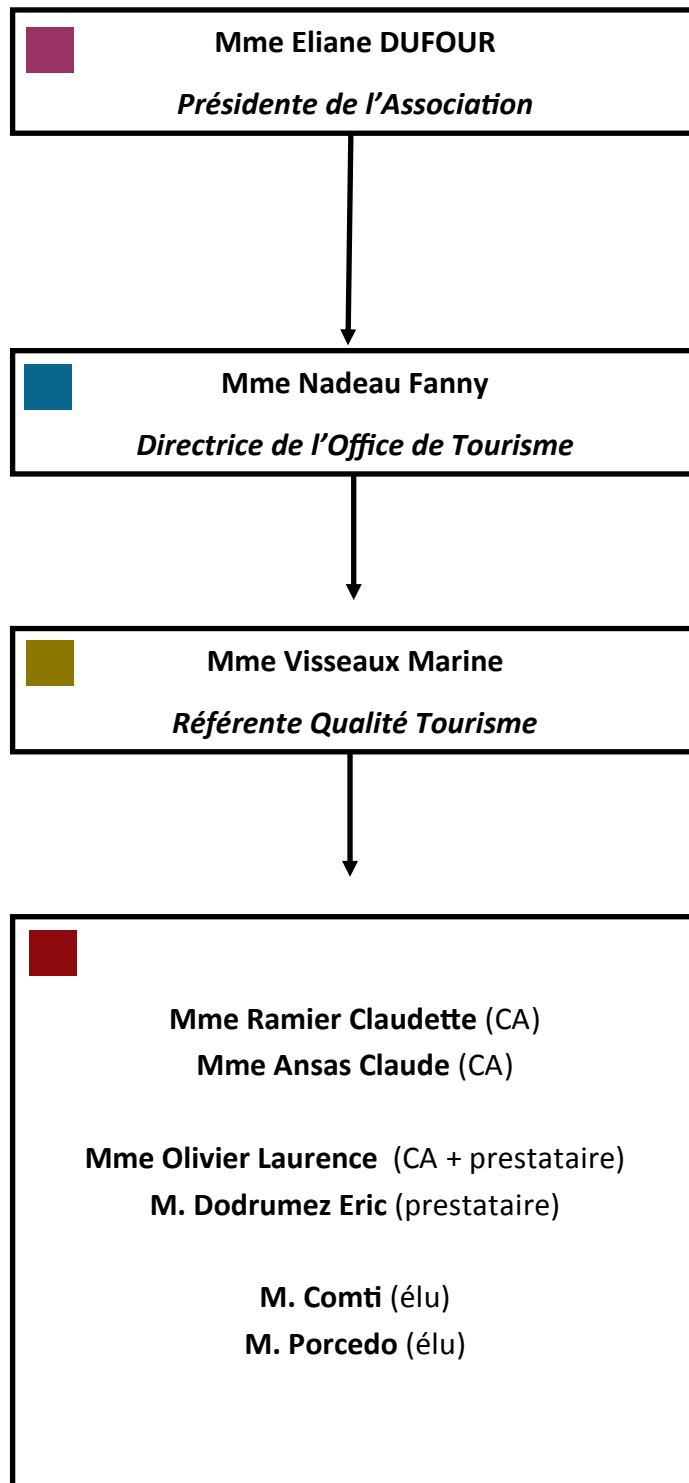 Mme Eliane DUFOUR
Présidente de l'Association
Mme Nadeau Fanny
Directrice de l'Office de Tourisme
Mme Visseaux Marine
Référente Qualité Tourisme
Mme Ramier Claudette (CA)
Mme Ansas Claude (CA)
Mme Olivier Laurence (CA + prestataire)
M. Dodrumez Eric (prestataire)
M. Comti (élu)
M. Porcedo (élu)